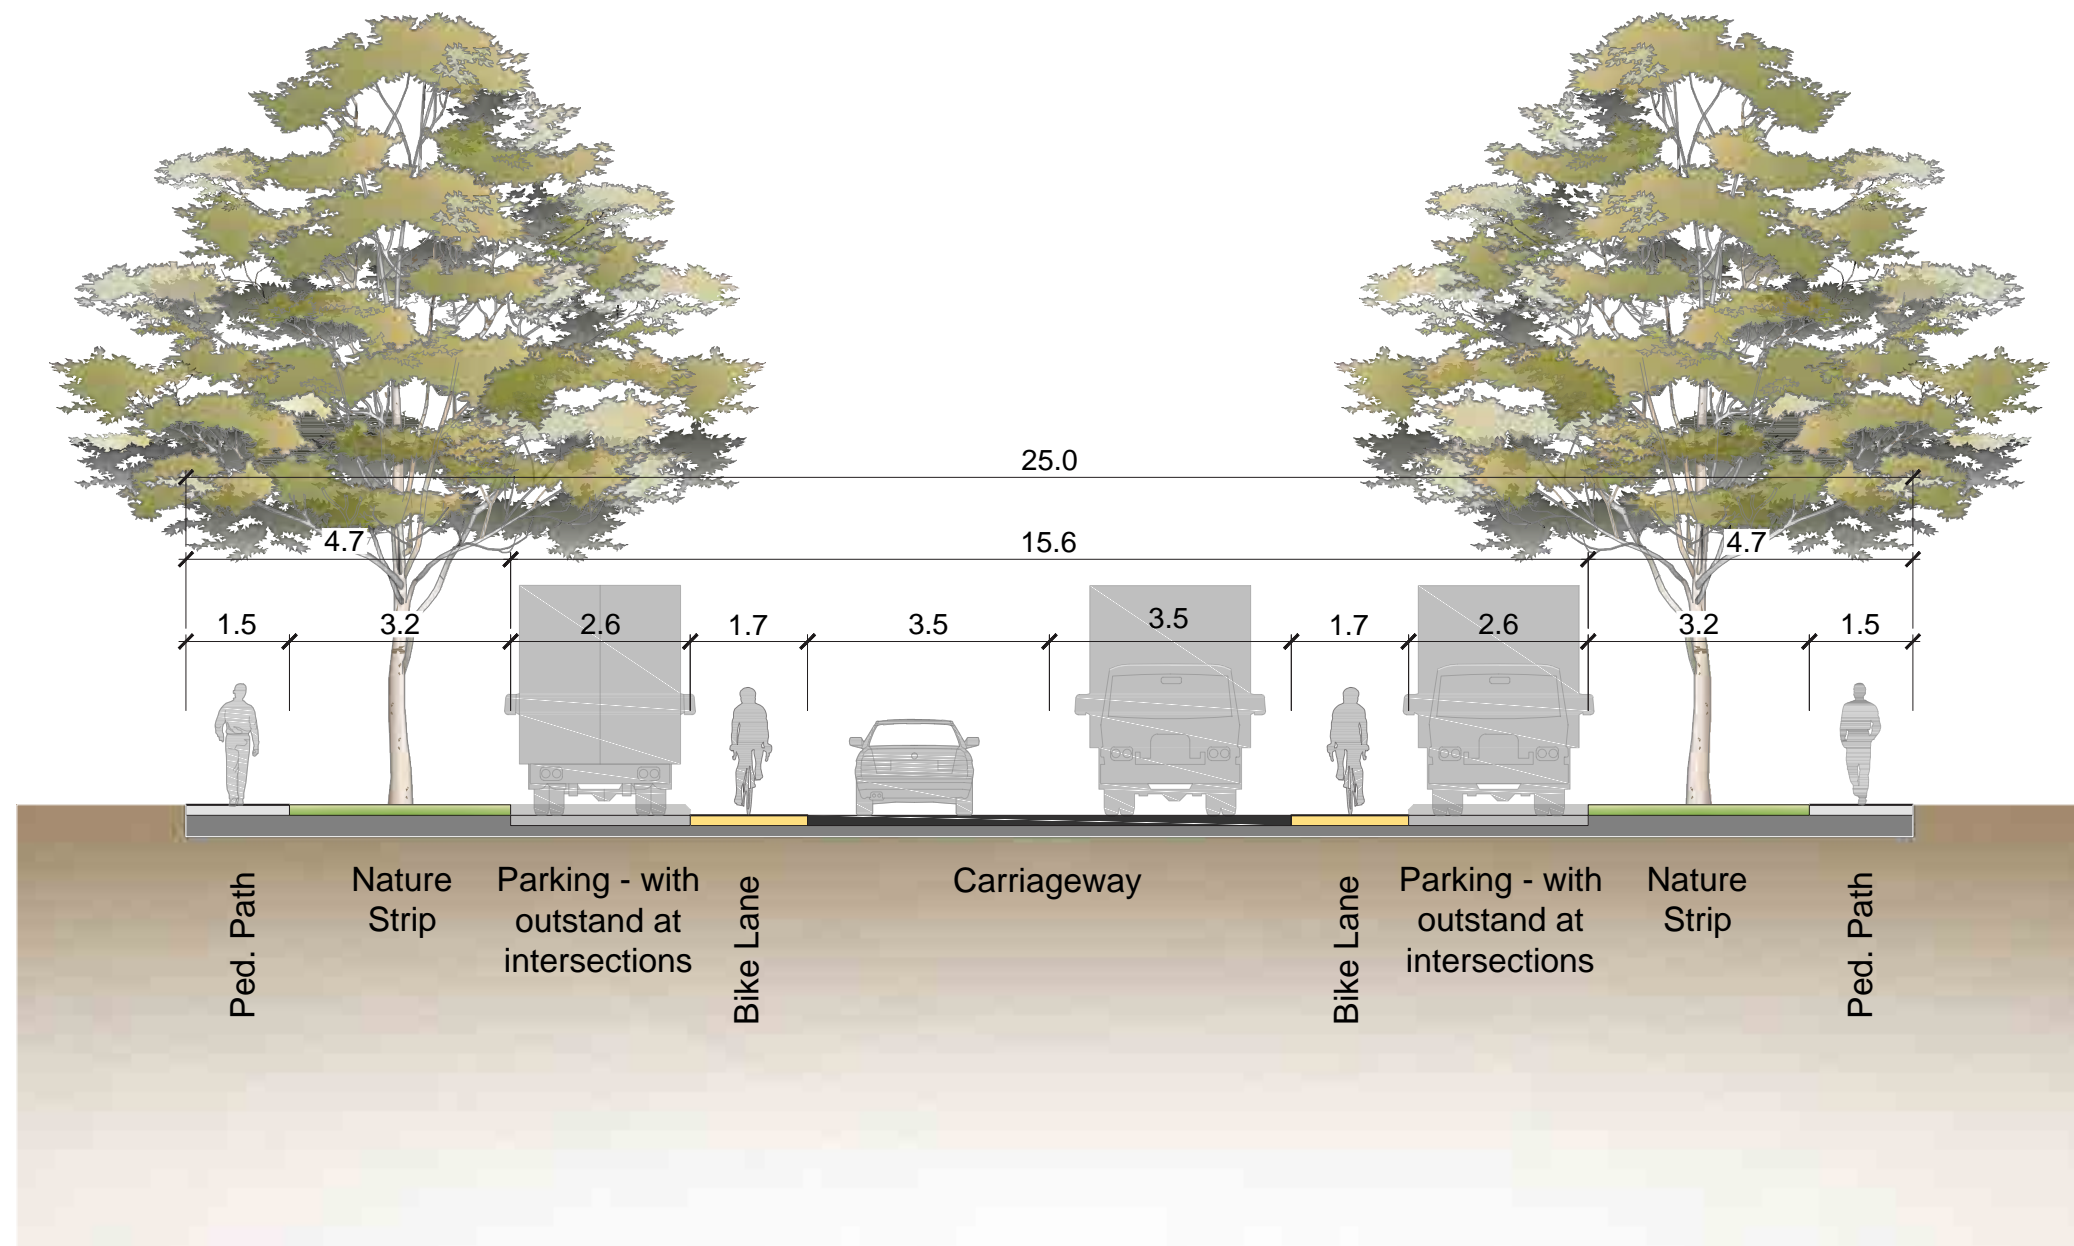 25.0
4.7
15.6
4.7
1.5
3.2
2.6
1.7
3.5
3.5
1.7
2.6
3.2
1.5
Ped. Path
Nature
Strip
Parking - with
outstand at
intersections
Bike Lane
Carriageway
Bike Lane
Parking - with
outstand at
intersections
Nature
Strip
Ped. Path